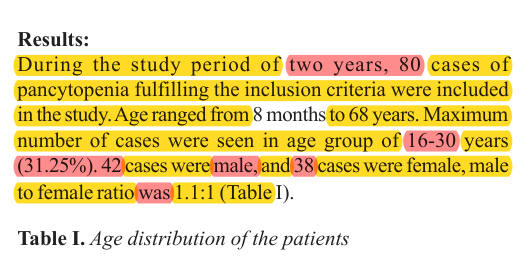 Results:
During the study period of two years, 80 cases of
pancytopenia fulfilling the inclusion criteria were included
in the study. Age ranged from 8 months to 68 years. Maximum
number of cases were seen in age group of 16-30 years
(31.25%). 42 cases were male, and 38 cases were female, male
to female ratio was 1.1:1 (Table I).
Table I. Age distribution of the patients